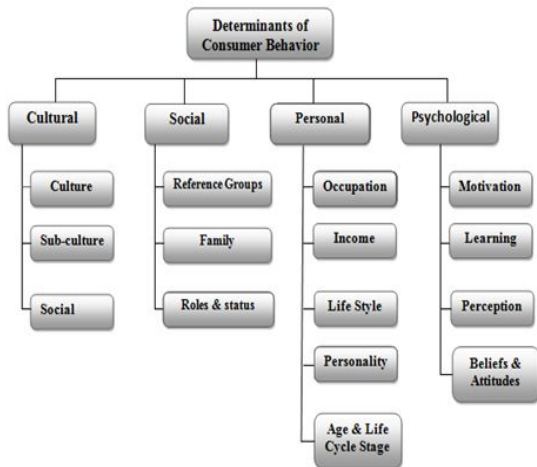 Determinants of
Consumer Behavior
Cultural
Social
Personal
Psychological
Culture
Sub-culture
Social
Reference Groups
Family
Roles & status
Occupation
Income
Life Style
Personality
Age & Life
Cycle Stage
Motivation
Learning
Perception
Beliefs &
Attitudes